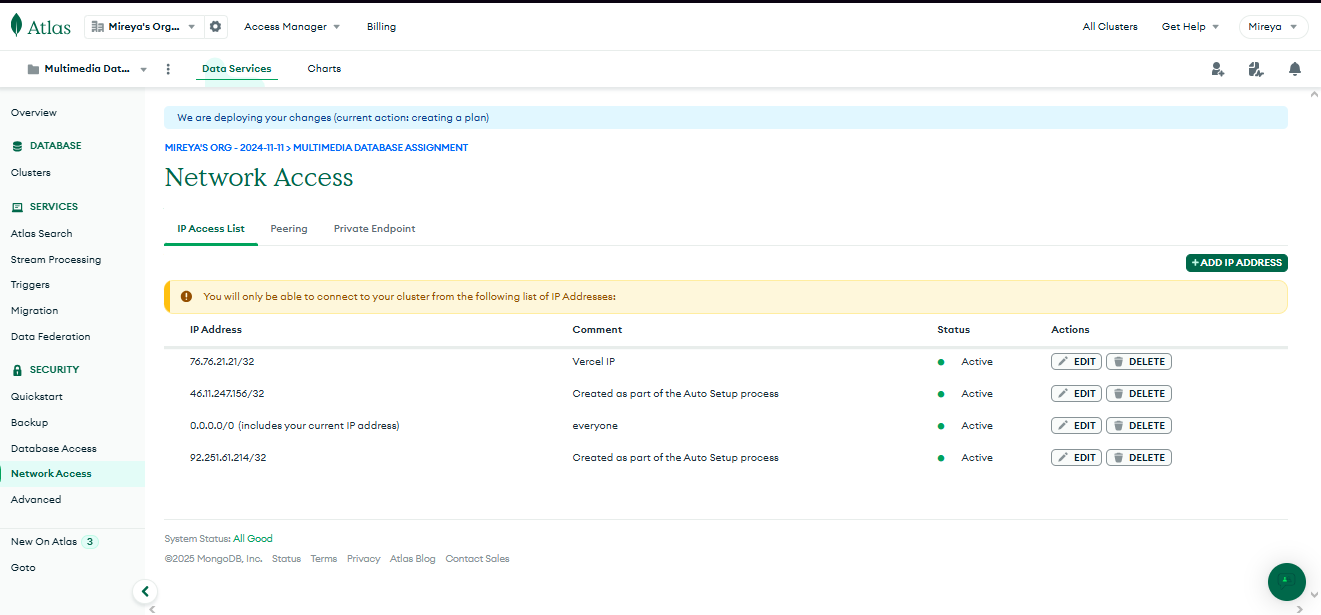 Atlas
Mireya's Org...
Access Manager
Billing
All Clusters
Get Help
Mireya
Multimedia Dat...
Data Services
Charts
Overview
DATABASE
Clusters
SERVICES
Atlas Search
Stream Processing
Triggers
Migration
Data Federation
SECURITY
Quickstart
Backup
Database Access
Network Access
Advanced
New On Atlas 3
Goto
We are deploying your changes (current action: creating a plan)
MIREYA'S ORG - 2024-11-11 > MULTIMEDIA DATABASE ASSIGNMENT
Network Access
IP Access List
Peering
Private Endpoint
+ ADD IP ADDRESS
You will only be able to connect to your cluster from the following list of IP Addresses:
IP Address Comment Status Actions
76.76.21.21/32 Vercel IP Active EDIT DELETE
46.11.247.156/32 Created as part of the Auto Setup process Active EDIT DELETE
0.0.0.0/0 (includes your current IP address) everyone Active EDIT DELETE
92.251.61.214/32 Created as part of the Auto Setup process Active EDIT DELETE
System Status: All Good
©2025 MongoDB, Inc. Status Terms Privacy Atlas Blog Contact Sales